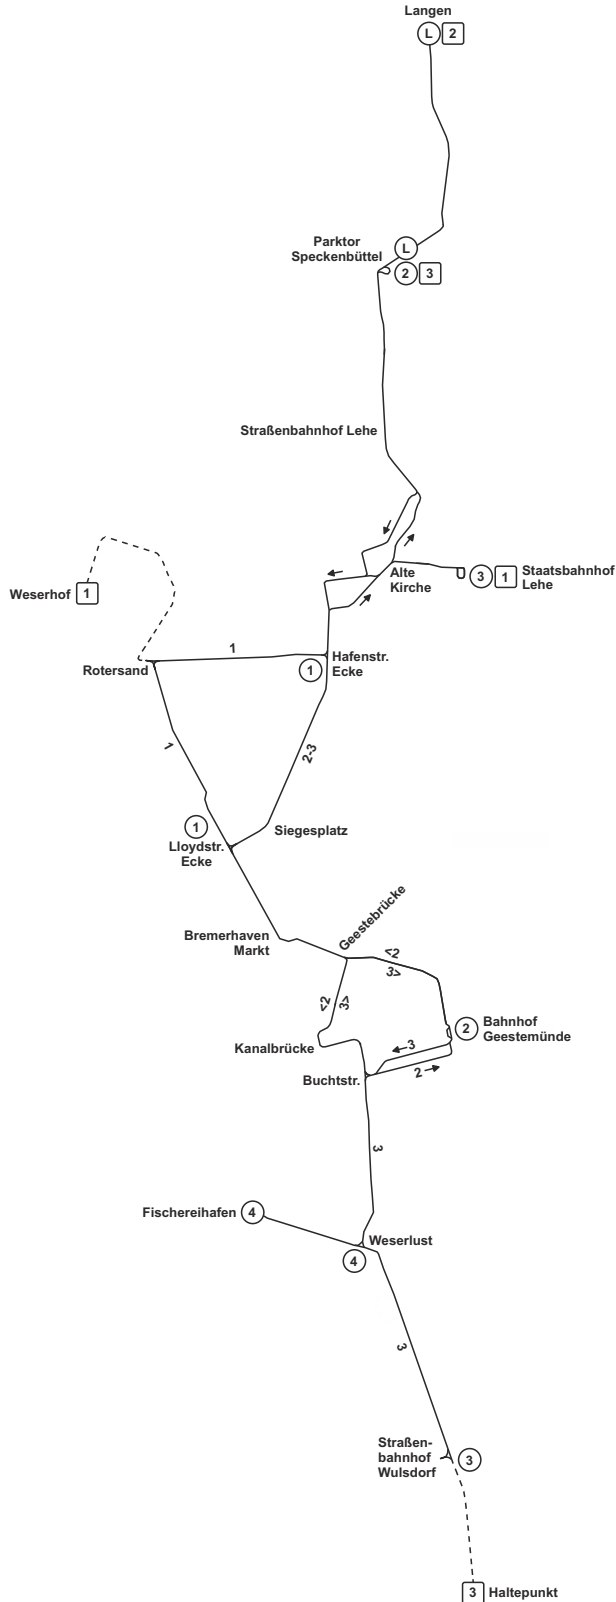 Langen
L 2
Parktor
Speckenbüttel
L
2 3
Straßenbahnhof Lehe
Alte
Kirche
3 1
Staatsbahnhof
Lehe
Weserhof 1
Rotersand
1
1
Hafenstr.
Ecke
1
2-3
1
Lloydstr.
Ecke
Siegesplatz
Bremerhaven
Markt
Geestebrücke
<2
3>
<2
3>
2
Bahnhof
Geestemünde
Kanalbrücke
3
2
Buchtstr.
3
Fischereihafen 4
Weserlust
4
3
Straßen-
bahnhof
Wulsdorf
3
3 Haltepunkt